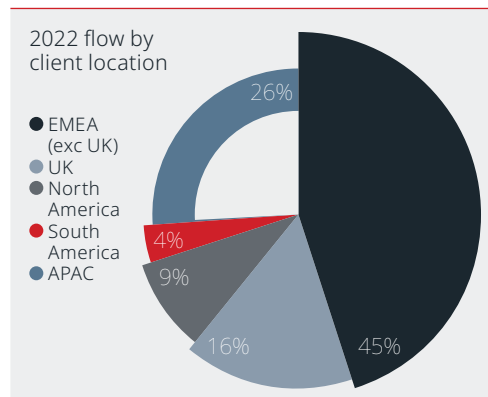 2022 flow by
client location
EMEA
(exc UK)
UK
North
America
South
America
APAC
26%
4%
9%
16%
45%